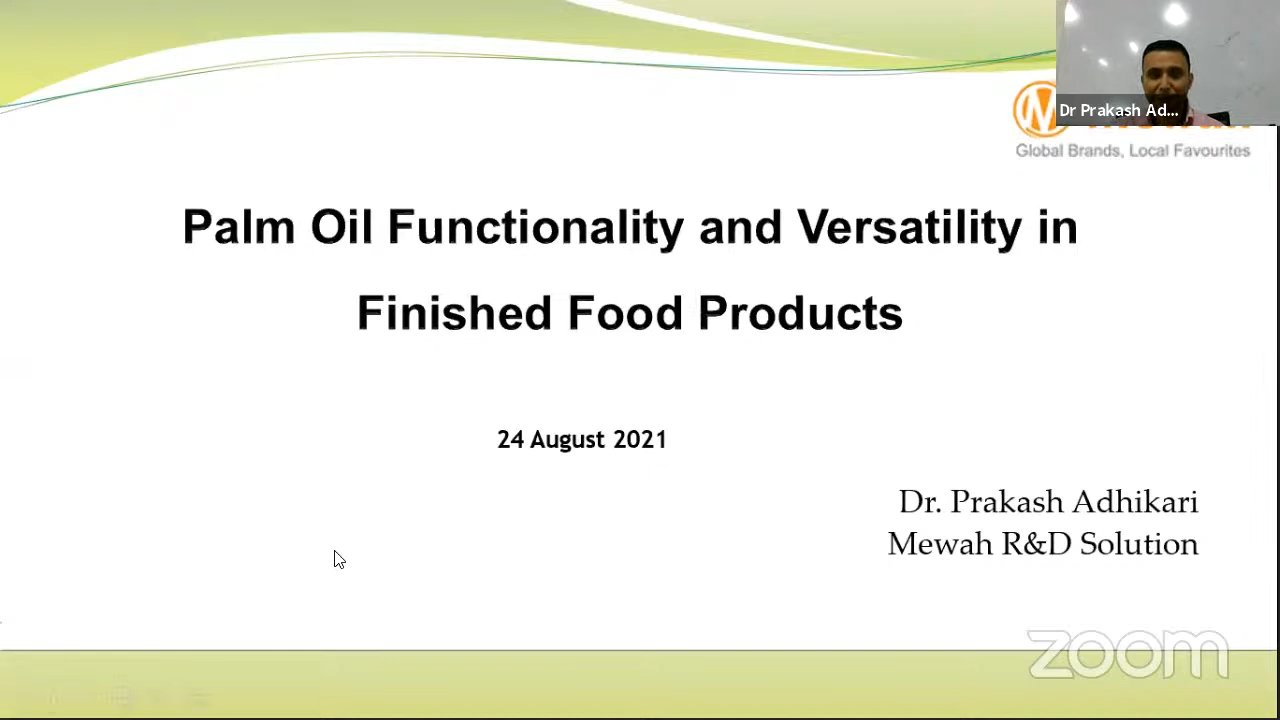 Dr Prakash Ad...
Global Brands, Local Favourites
Palm Oil Functionality and Versatility in
Finished Food Products
24 August 2021
Dr. Prakash Adhikari
Mewah R&D Solution
zoom